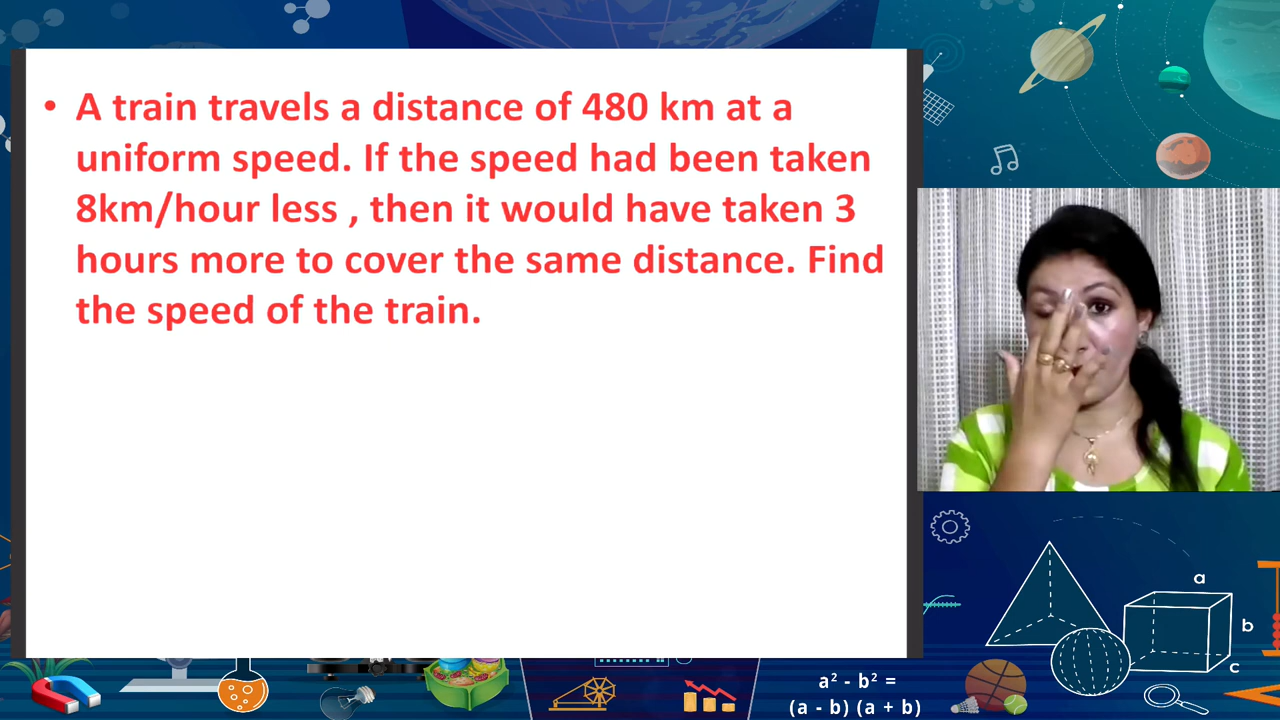 • A train travels a distance of 480 km at a
uniform speed. If the speed had been taken
8km/hour less , then it would have taken 3
hours more to cover the same distance. Find
the speed of the train.
a
b
c
a² - b² =
(a - b) (a + b)